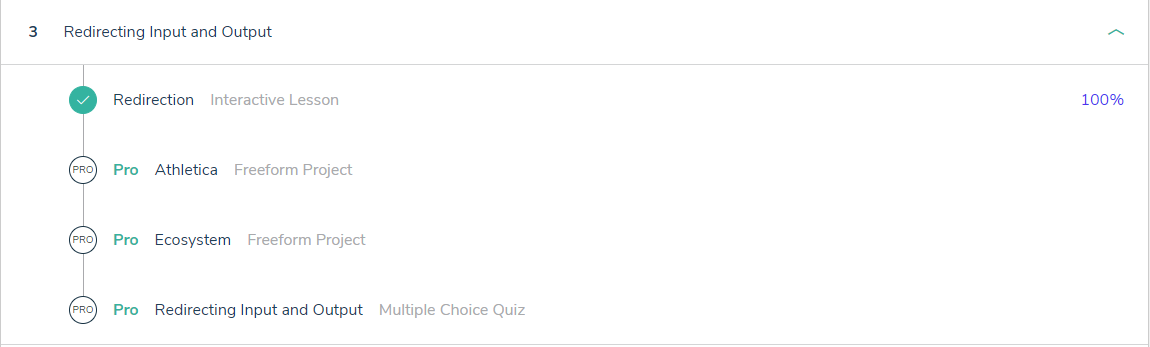 3 Redirecting Input and Output
Redirection Interactive Lesson 100%
PRO Pro Athletica Freeform Project
PRO Pro Ecosystem Freeform Project
PRO Pro Redirecting Input and Output Multiple Choice Quiz